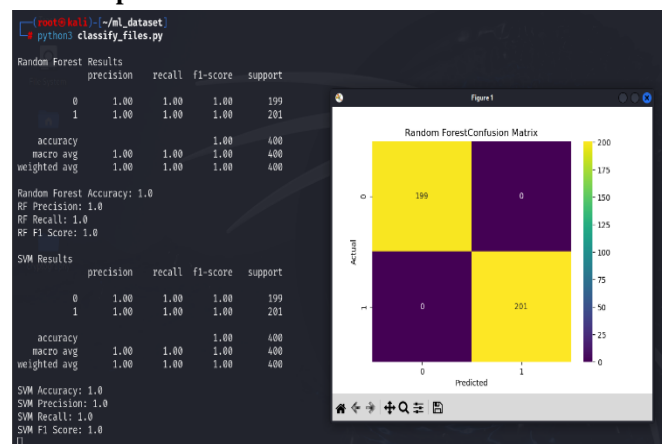 (root㉿kali)-[~/ml_dataset]
# python3 classify_files.py
Random Forest Results
precision recall f1-score support
0 1.00 1.00 1.00 199
1 1.00 1.00 1.00 201
accuracy 1.00 400
macro avg 1.00 1.00 1.00 400
weighted avg 1.00 1.00 1.00 400
Random Forest Accuracy: 1.0
RF Precision: 1.0
RF Recall: 1.0
RF F1 Score: 1.0
SVM Results
precision recall f1-score support
0 1.00 1.00 1.00 199
1 1.00 1.00 1.00 201
accuracy 1.00 400
macro avg 1.00 1.00 1.00 400
weighted avg 1.00 1.00 1.00 400
SVM Accuracy: 1.0
SVM Precision: 1.0
SVM Recall: 1.0
SVM F1 Score: 1.0
Figure 1
Random ForestConfusion Matrix
Actual
0
1
199 0
0 201
0 1
Predicted
200
175
150
125
100
75
50
25
0